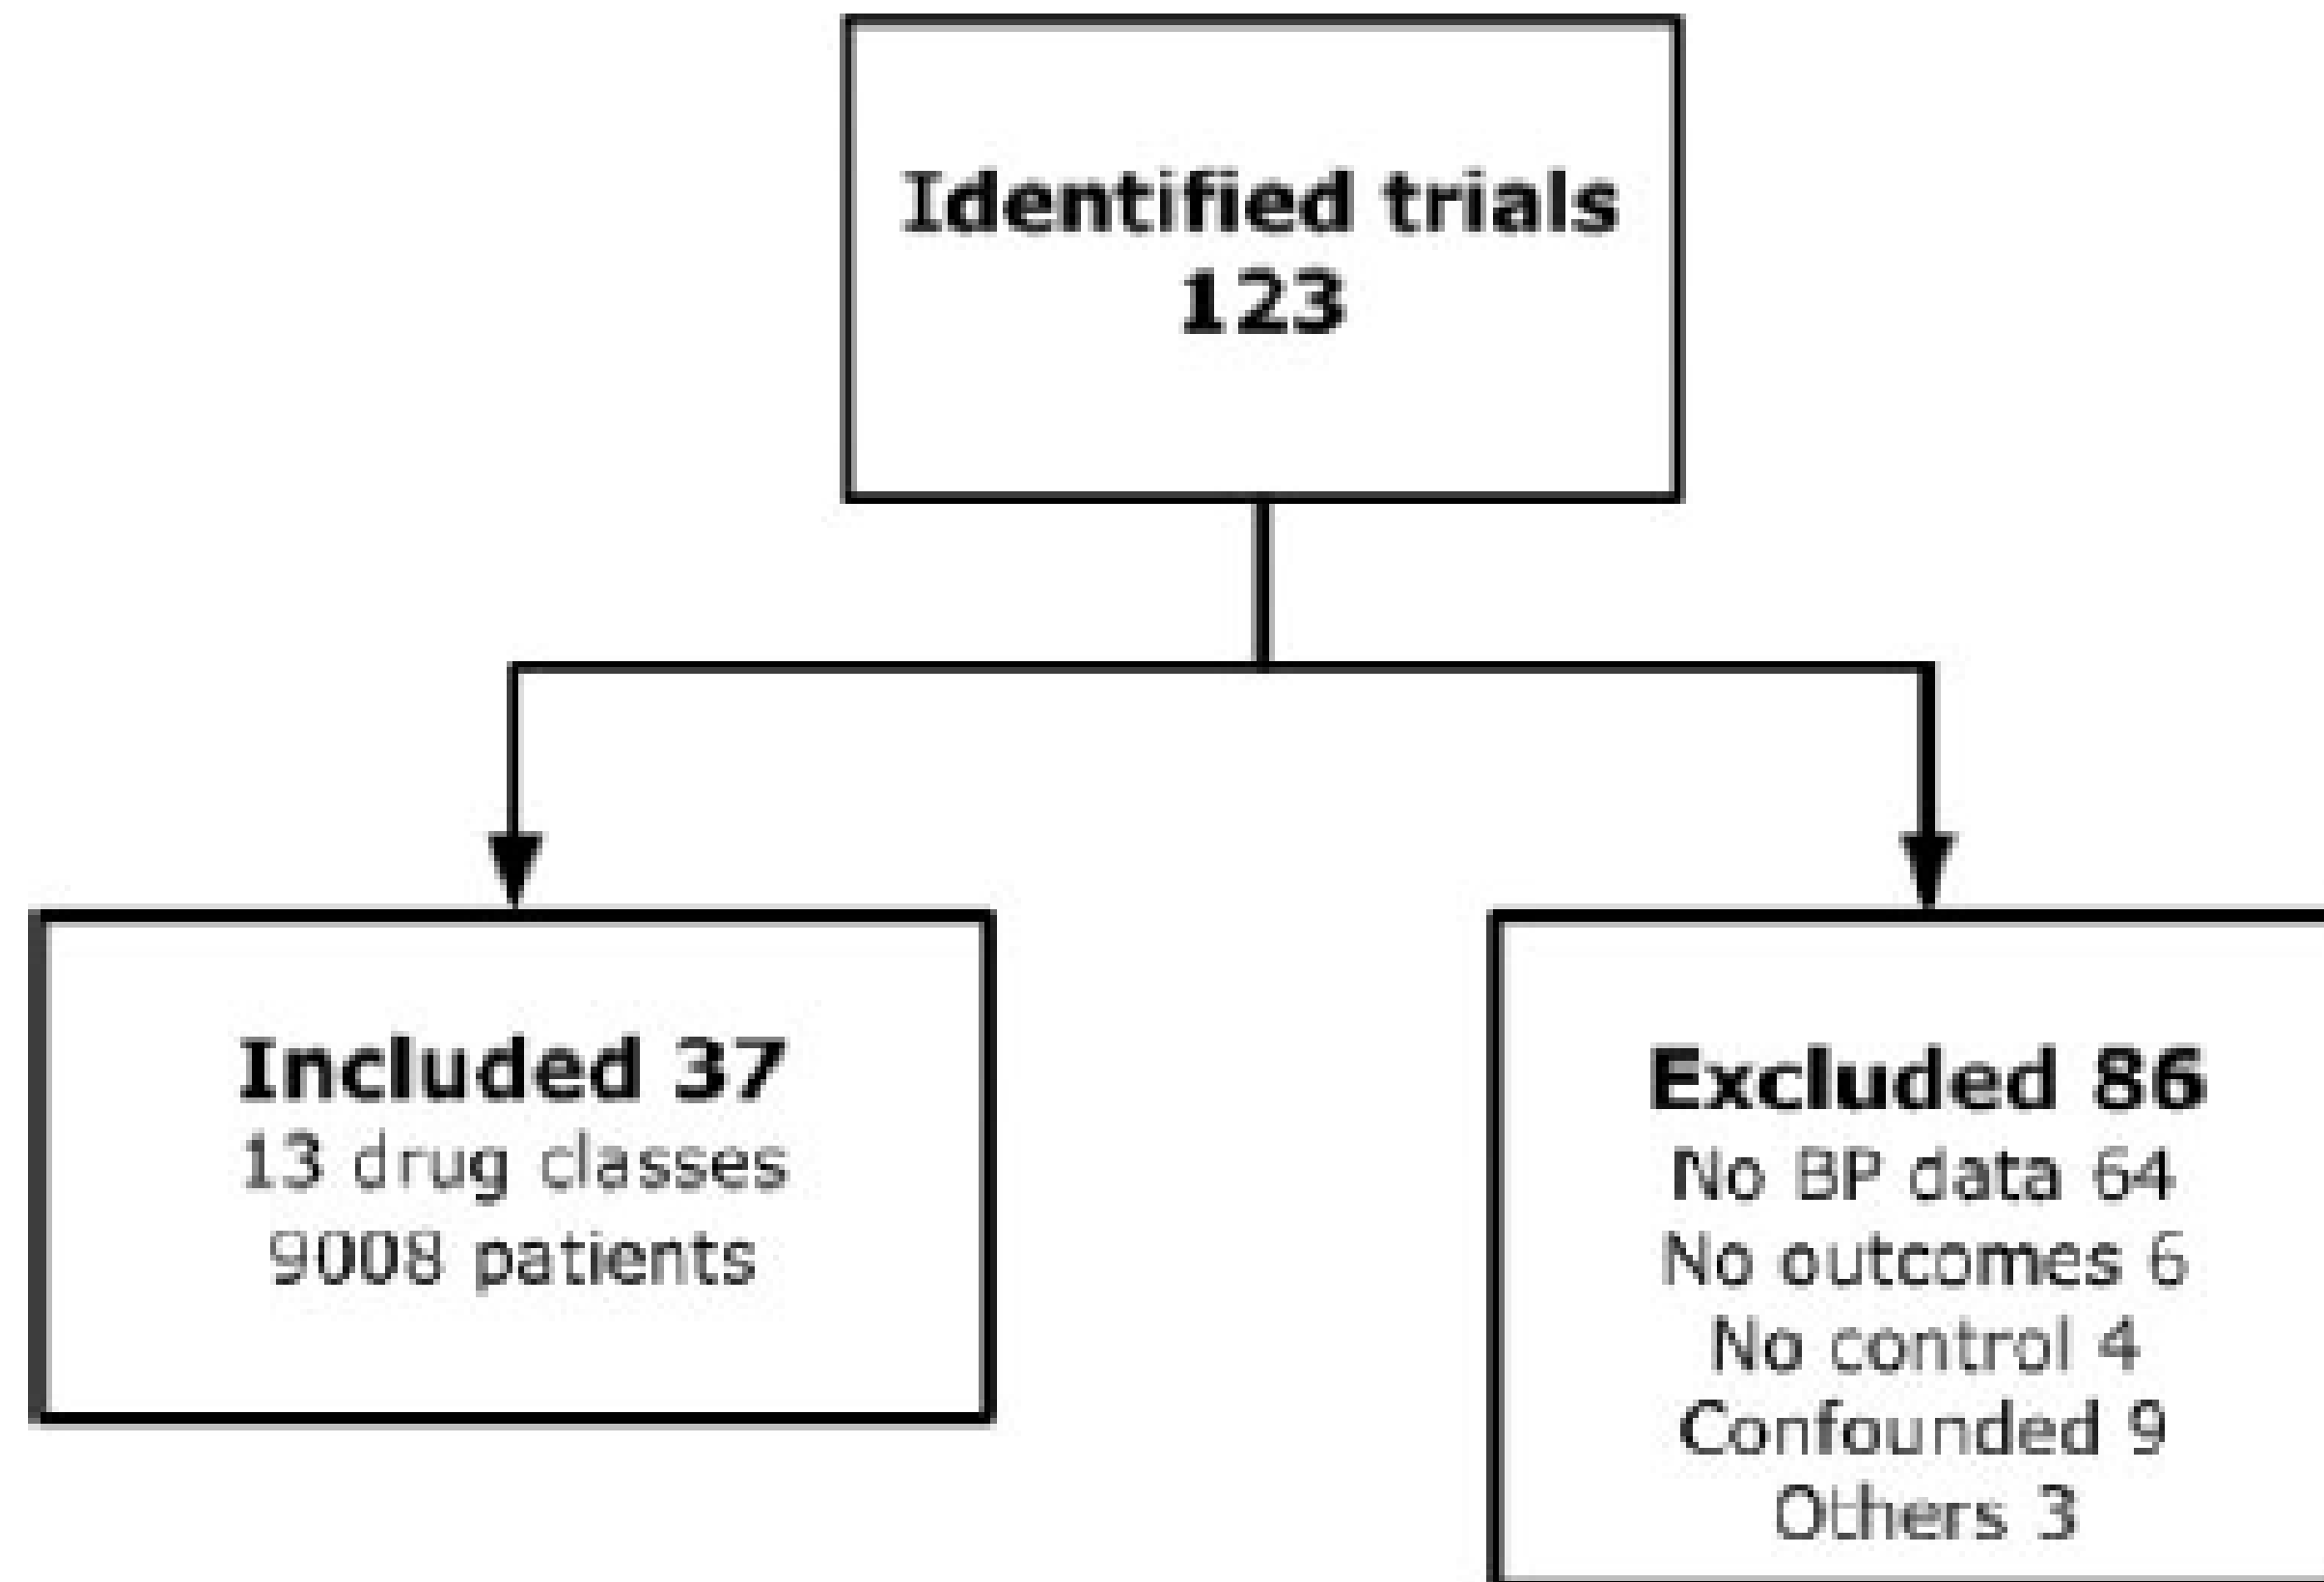 Identified trials
123
Included 37
13 drug classes
9008 patients
Excluded 86
No BP data 64
No outcomes 6
No control 4
Confounded 9
Others 3